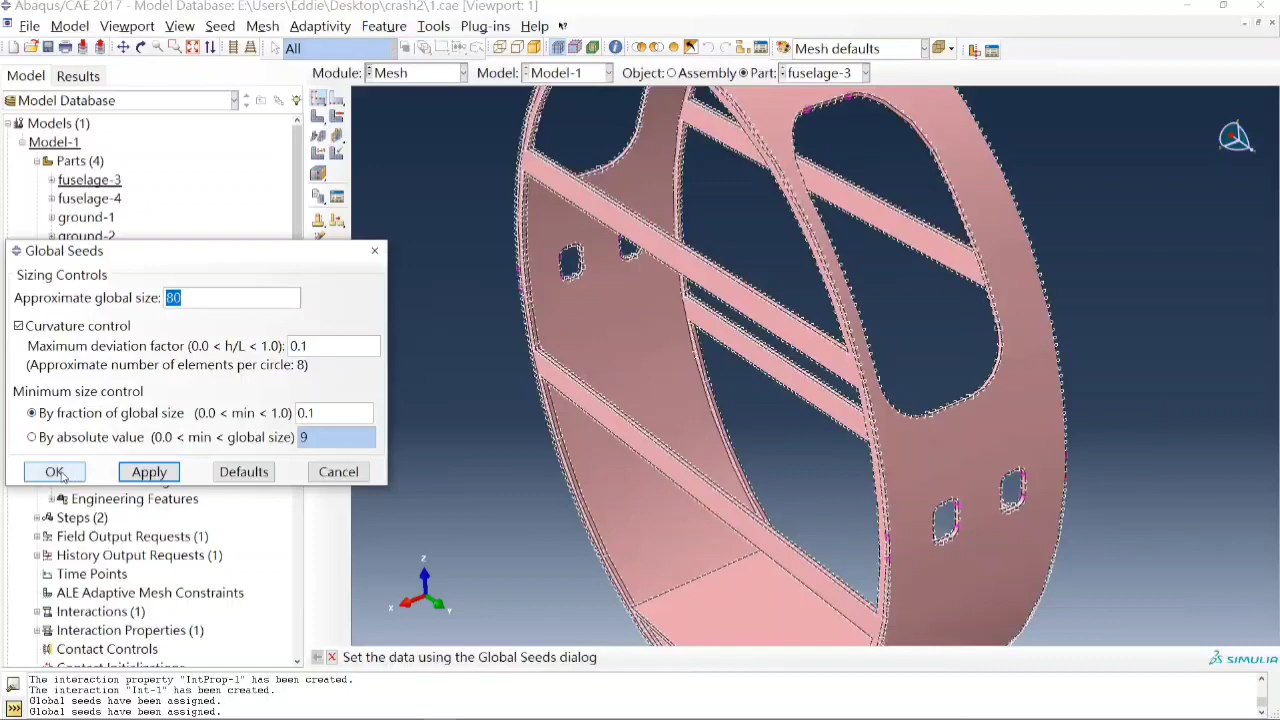 Abaqus/CAE 2017 - Model Database: E:\Users\Eddie\Desktop\crash2\1.cae [Viewport: 1]
File Model Viewport View Seed Mesh Adaptivity Feature Tools Plug-ins Help
All Mesh defaults
Model Results Module: Mesh Model: Model-1 Object: Assembly Part: fuselage-3
Model Database
Models (1)
Model-1
Parts (4)
fuselage-3
fuselage-4
ground-1
ground-2
Global Seeds
Sizing Controls
Approximate global size: 80
Curvature control
Maximum deviation factor (0.0 < h/L < 1.0): 0.1
(Approximate number of elements per circle: 8)
Minimum size control
By fraction of global size (0.0 < min < 1.0) 0.1
By absolute value (0.0 < min < global size) 9
OK Apply Defaults Cancel
Engineering Features
Steps (2)
Field Output Requests (1)
History Output Requests (1)
Time Points
ALE Adaptive Mesh Constraints
Interactions (1)
Interaction Properties (1)
Contact Controls
Contact Initializations
Z
X
Y
Set the data using the Global Seeds dialog
SIMULIA
The interaction property "IntProp-1" has been created.
The interaction "Int-1" has been created.
Global seeds have been assigned.
Global seeds have been assigned.